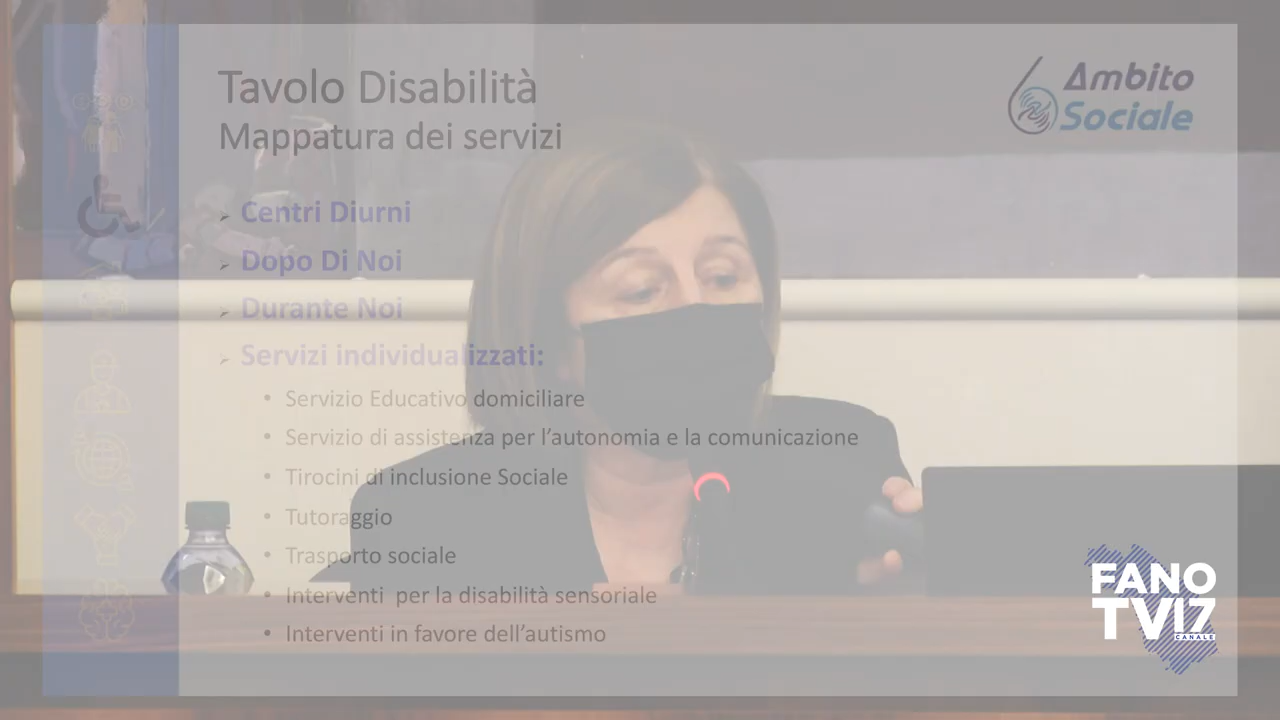 Tavolo Disabilità
Mappatura dei servizi
Ambito
Sociale
Centri Diurni
Dopo Di Noi
Durante Noi
Servizi individualizzati:
Servizio Educativo domiciliare
Servizio di assistenza per l'autonomia e la comunicazione
Tirocini di inclusione Sociale
Tutoraggio
Trasporto sociale
Interventi per la disabilità sensoriale
Interventi in favore dell'autismo
FANO
TV17
CANALE